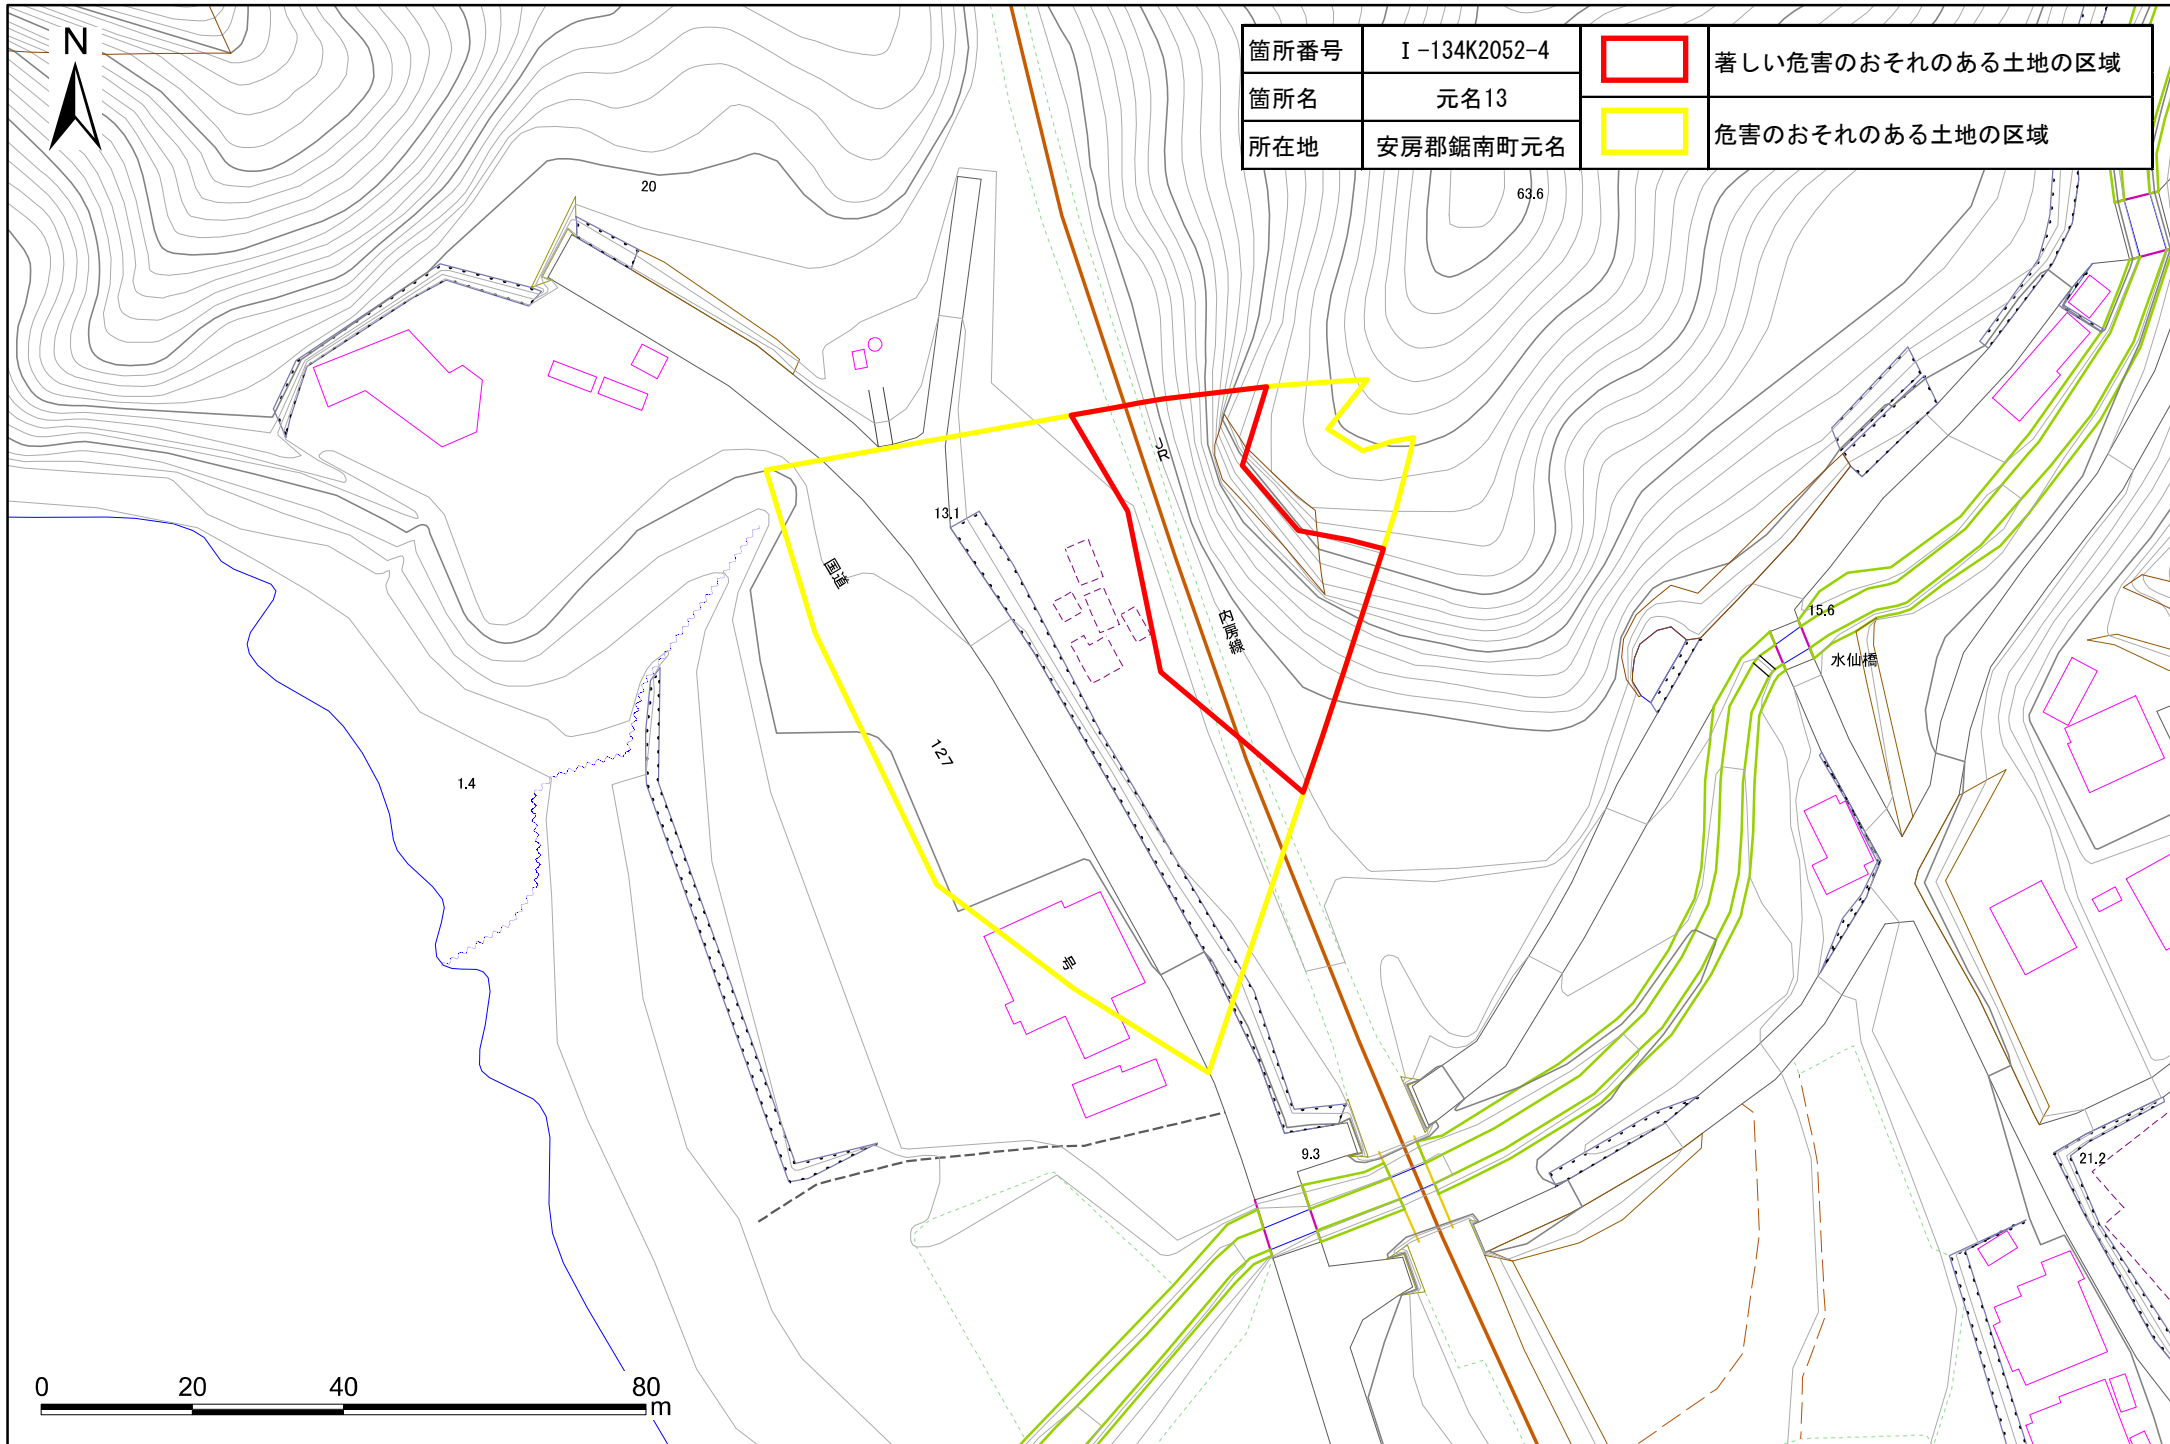 N
箇所番号 Ⅰ-134K2052-4 著しい危害のおそれのある土地の区域
箇所名 元名13
危害のおそれのある土地の区域
所在地 安房郡鋸南町元名
20
63.6
JR
13.1
国道
内房線
15.6
水仙橋
127
1.4
号
9.3
21.2
0 20 40 80
m